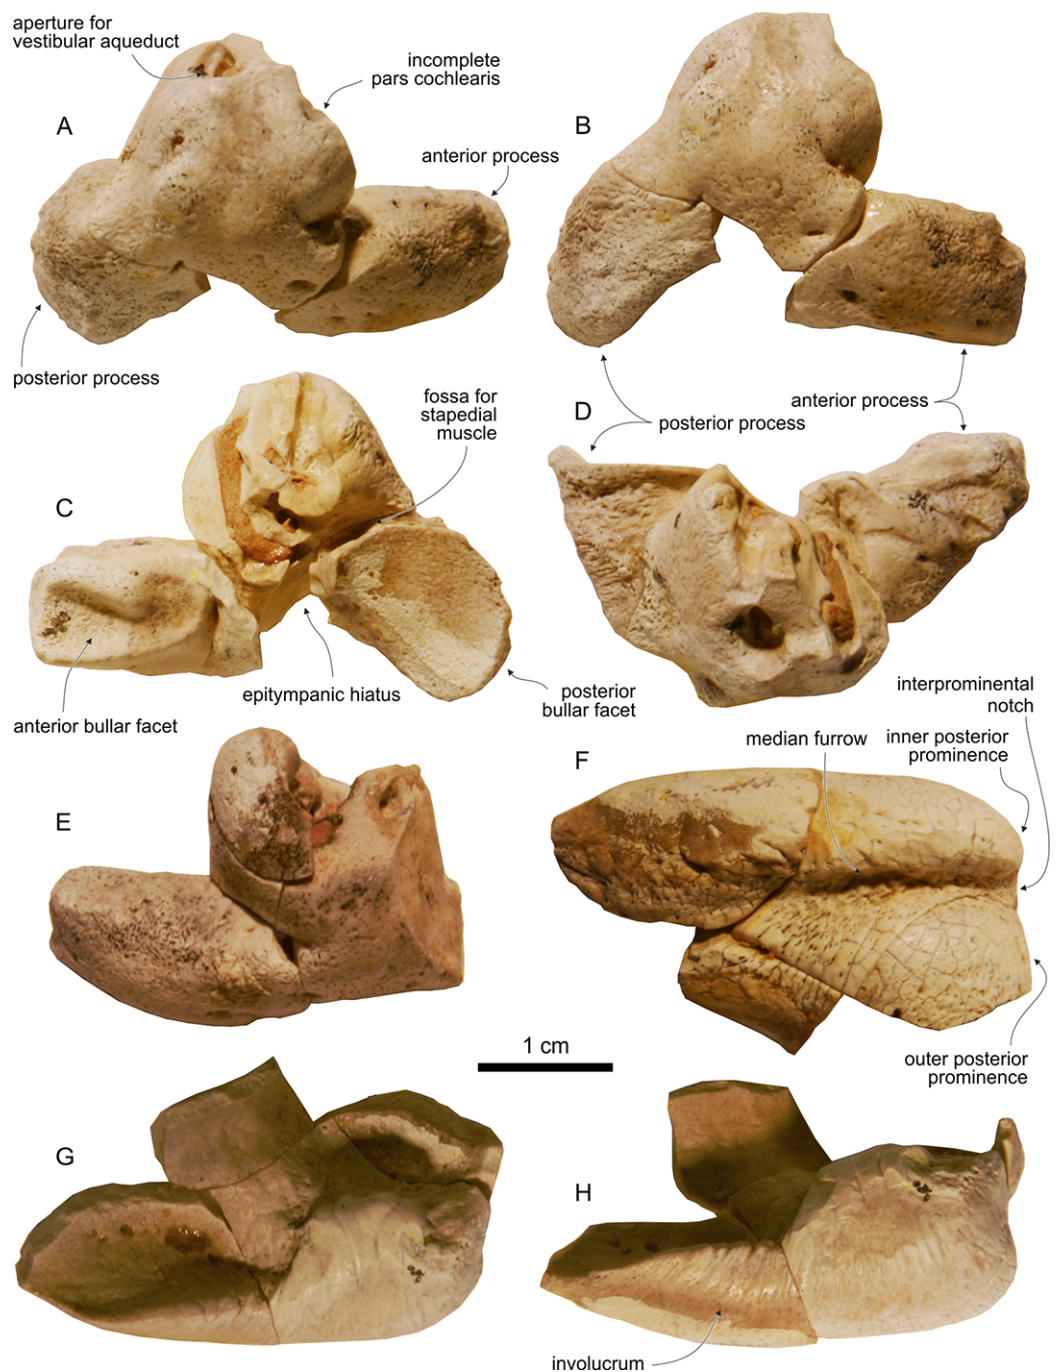 aperture for
vestibular aqueduct
incomplete
pars cochlearis
A
B
anterior process
posterior process
fossa for
stapedial
muscle
anterior process
D
posterior process
C
epitympanic hiatus
posterior
bullar facet
anterior bullar facet
interprominental
notch
median furrow
inner posterior
prominence
F
E
1 cm
outer posterior
prominence
G
H
involucrum